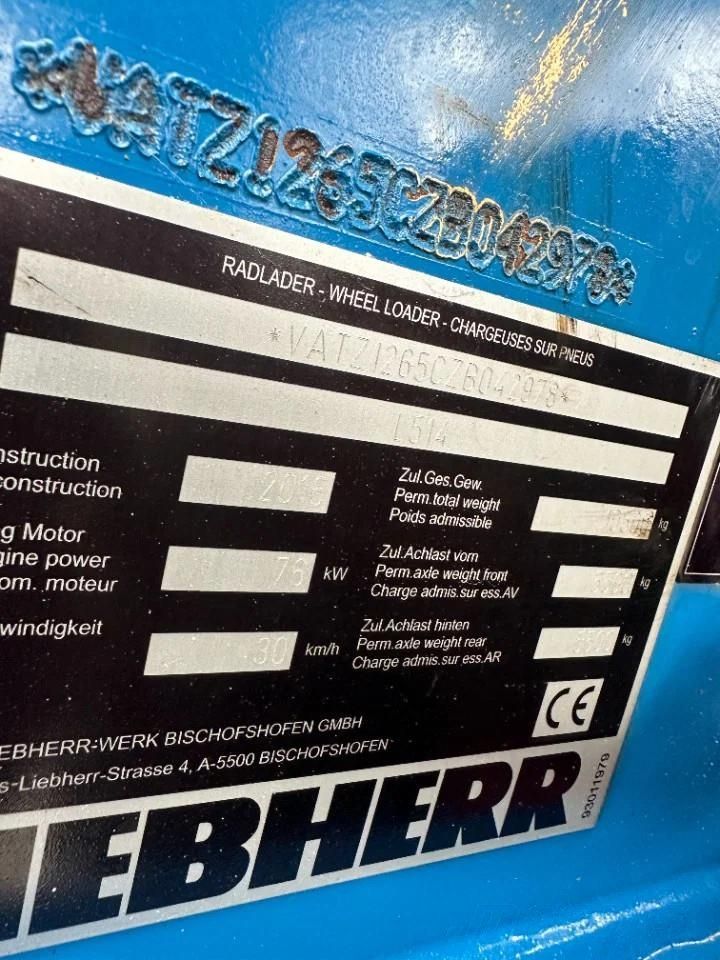 *VATZ1265CZB042978*
RADLADER - WHEEL LOADER - CHARGEUSES SUR PNEUS
*VATZ1265CZB042978*
L514
nstruction
construction
g Motor
gine power
om. moteur
76 kW
windigkeit
30 km/h
Zul.Ges.Gew.
Perm.total weight
Poids admissible
kg
Zul.Achlast vorn
Perm.axle weight front
Charge admis.sur ess.AV
kg
Zul.Achlast hinten
Perm.axle weight rear
Charge admis.sur ess.AR
kg
CE
EBHERR-WERK BISCHOFSHOFEN GMBH
s-Liebherr-Strasse 4, A-5500 BISCHOFSHOFEN
IEBHERR
93011979